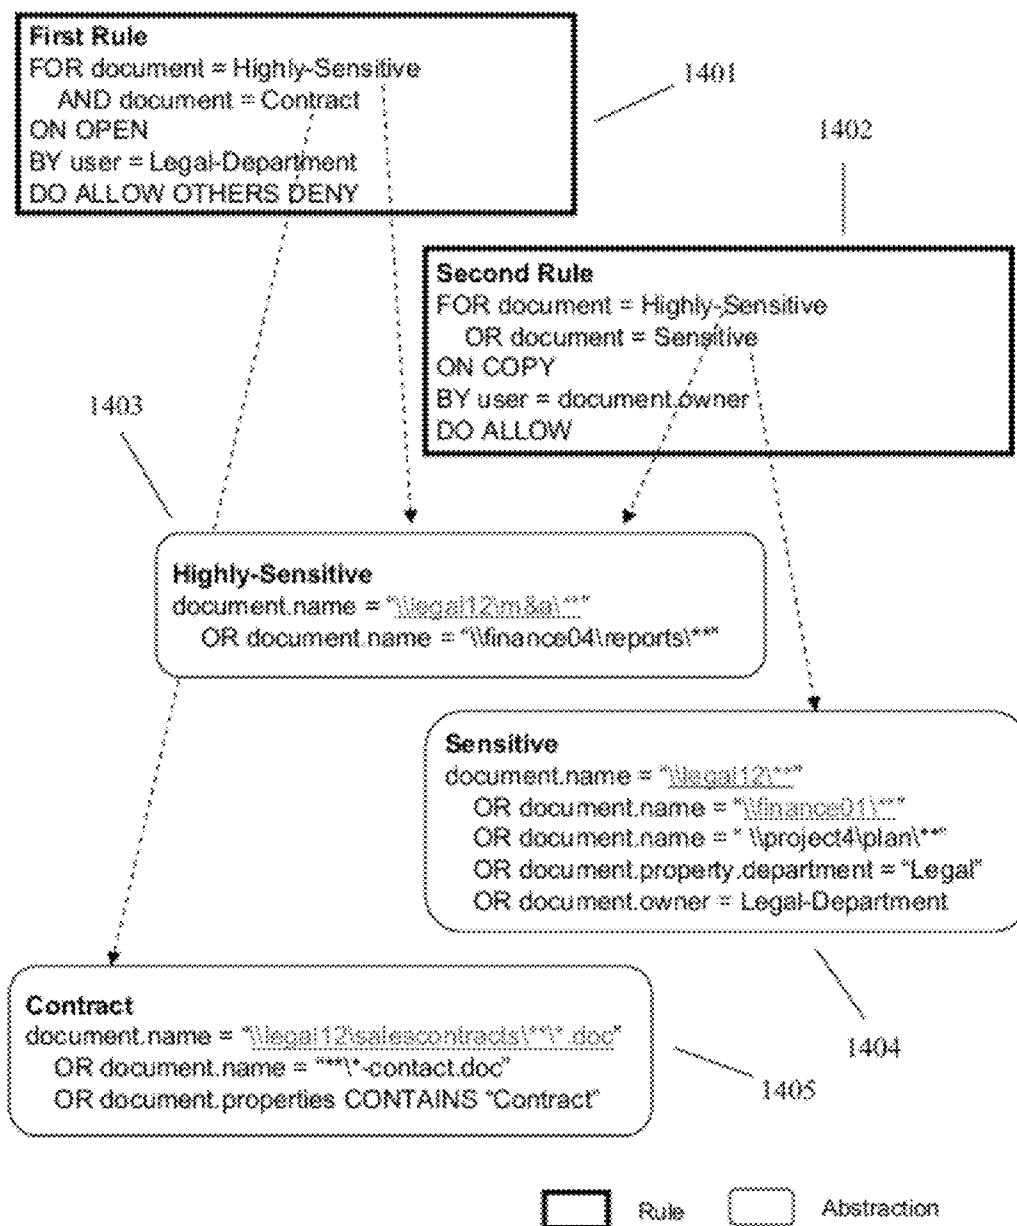 First Rule
FOR document = Highly-Sensitive
AND document = Contract
ON OPEN
BY user = Legal-Department
DO ALLOW OTHERS DENY
1401
1402
Second Rule
FOR document = Highly-Sensitive
OR document = Sensitive
ON COPY
BY user = document.owner
DO ALLOW
1403
Highly-Sensitive
document.name = "\\legal12\m&a\**"
OR document.name = "\\finance04\reports\**"
Sensitive
document.name = "\\legal12\**"
OR document.name = "\\finance01\**"
OR document.name = " \\project4\plan\**"
OR document.property.department = "Legal"
OR document.owner = Legal-Department
1404
Contract
document.name = "\\legal12\salescontracts\**\*.doc"
OR document.name = "**\*-contact.doc"
OR document.properties CONTAINS "Contract"
1405
Rule
Abstraction